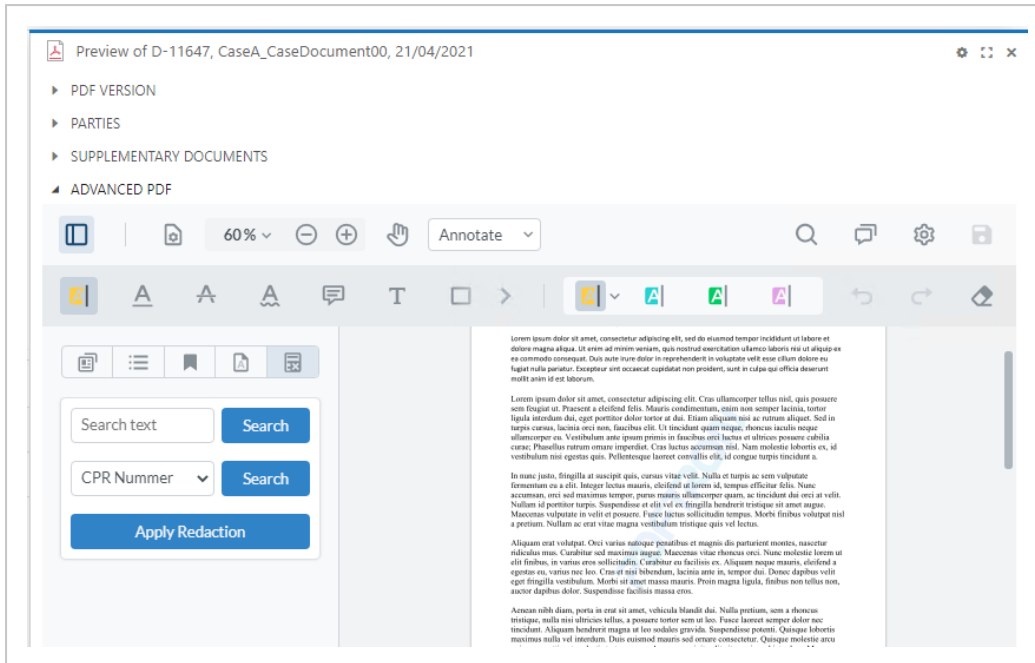 Preview of D-11647, CaseA_CaseDocument00, 21/04/2021
PDF VERSION
PARTIES
SUPPLEMENTARY DOCUMENTS
ADVANCED PDF
60% Annotate
A A A T A A A
Search text Search
CPR Nummer Search
Apply Redaction
Lorem ipsum dolor sit amet, consectetur adipiscing elit, sed do eiusmod tempor incididunt ut labore et
dolore magna aliqua. Ut enim ad minim veniam, quis nostrud exercitation ullamco laboris nisi ut aliquip ex
ea commodo consequat. Duis aute irure dolor in reprehenderit in voluptate velit esse cillum dolore eu
fugiat nulla pariatur. Excepteur sint occaecat cupidatat non proident, sunt in culpa qui officia deserunt
mollit anim id est laborum.
Lorem ipsum dolor sit amet, consectetur adipiscing elit. Cras ullamcorper tellus nisl, quis posuere
sem feugiat ut. Praesent a eleifend felis. Mauris condimentum, enim non semper lacinia, tortor
ligula interdum dui, eget porttitor dolor tortor at dui. Etiam aliquam nisi ac rutrum aliquet. Sed in
turpis cursus, lacinia orci non, faucibus elit. Ut tincidunt quam neque, rhoncus iaculis neque
ullamcorper eu. Vestibulum ante ipsum primis in faucibus orci luctus et ultrices posuere cubilia
curae; Phasellus rutrum ornare imperdiet. Cras luctus accumsan nisl. Nam molestie lobortis ex, id
vestibulum nisi egestas quis. Pellentesque laoreet convallis elit, id congue turpis tincidunt a.
In nunc justo, fringilla at suscipit quis, cursus vitae velit. Nulla et turpis ac sem vulputate
fermentum eu a elit. Integer lectus mauris, eleifend ut lorem id, tempus efficitur felis. Nunc
accumsan, orci sed maximus tempor, purus mauris ullamcorper quam, ac tincidunt dui orci at velit.
Nullam id porttitor turpis. Suspendisse et elit vel ex fringilla hendrerit tristique sit amet augue.
Maecenas vulputate in velit et posuere. Fusce luctus sollicitudin tempus. Morbi finibus volutpat nisl
a pretium. Nullam ac erat vitae magna vestibulum tristique quis vel lectus.
Aliquam erat volutpat. Orci varius natoque penatibus et magnis dis parturient montes, nascetur
ridiculus mus. Curabitur sed maximus augue. Maecenas vitae rhoncus orci. Nunc molestie lorem ut
elit finibus, in varius eros sollicitudin. Curabitur eu facilisis ex. Aliquam neque mauris, eleifend a
egestas eu, varius nec leo. Cras et nisi bibendum, lacinia ante in, tempor dui. Donec dapibus velit
eget fringilla vestibulum. Morbi sit amet massa mauris. Proin magna ligula, finibus non tellus non,
auctor dapibus dolor. Suspendisse facilisis massa eros.
Aenean nibh diam, porta in erat sit amet, vehicula blandit dui. Nulla pretium, sem a rhoncus
tristique, nulla nisi ultricies tellus, a posuere tortor sem ut leo. Fusce laoreet semper dolor nec
tincidunt. Aliquam hendrerit magna ut leo sodales gravida. Suspendisse potenti. Quisque lobortis
maximus nulla vel interdum. Duis euismod mauris sed ornare consectetur. Quisque molestie arcu